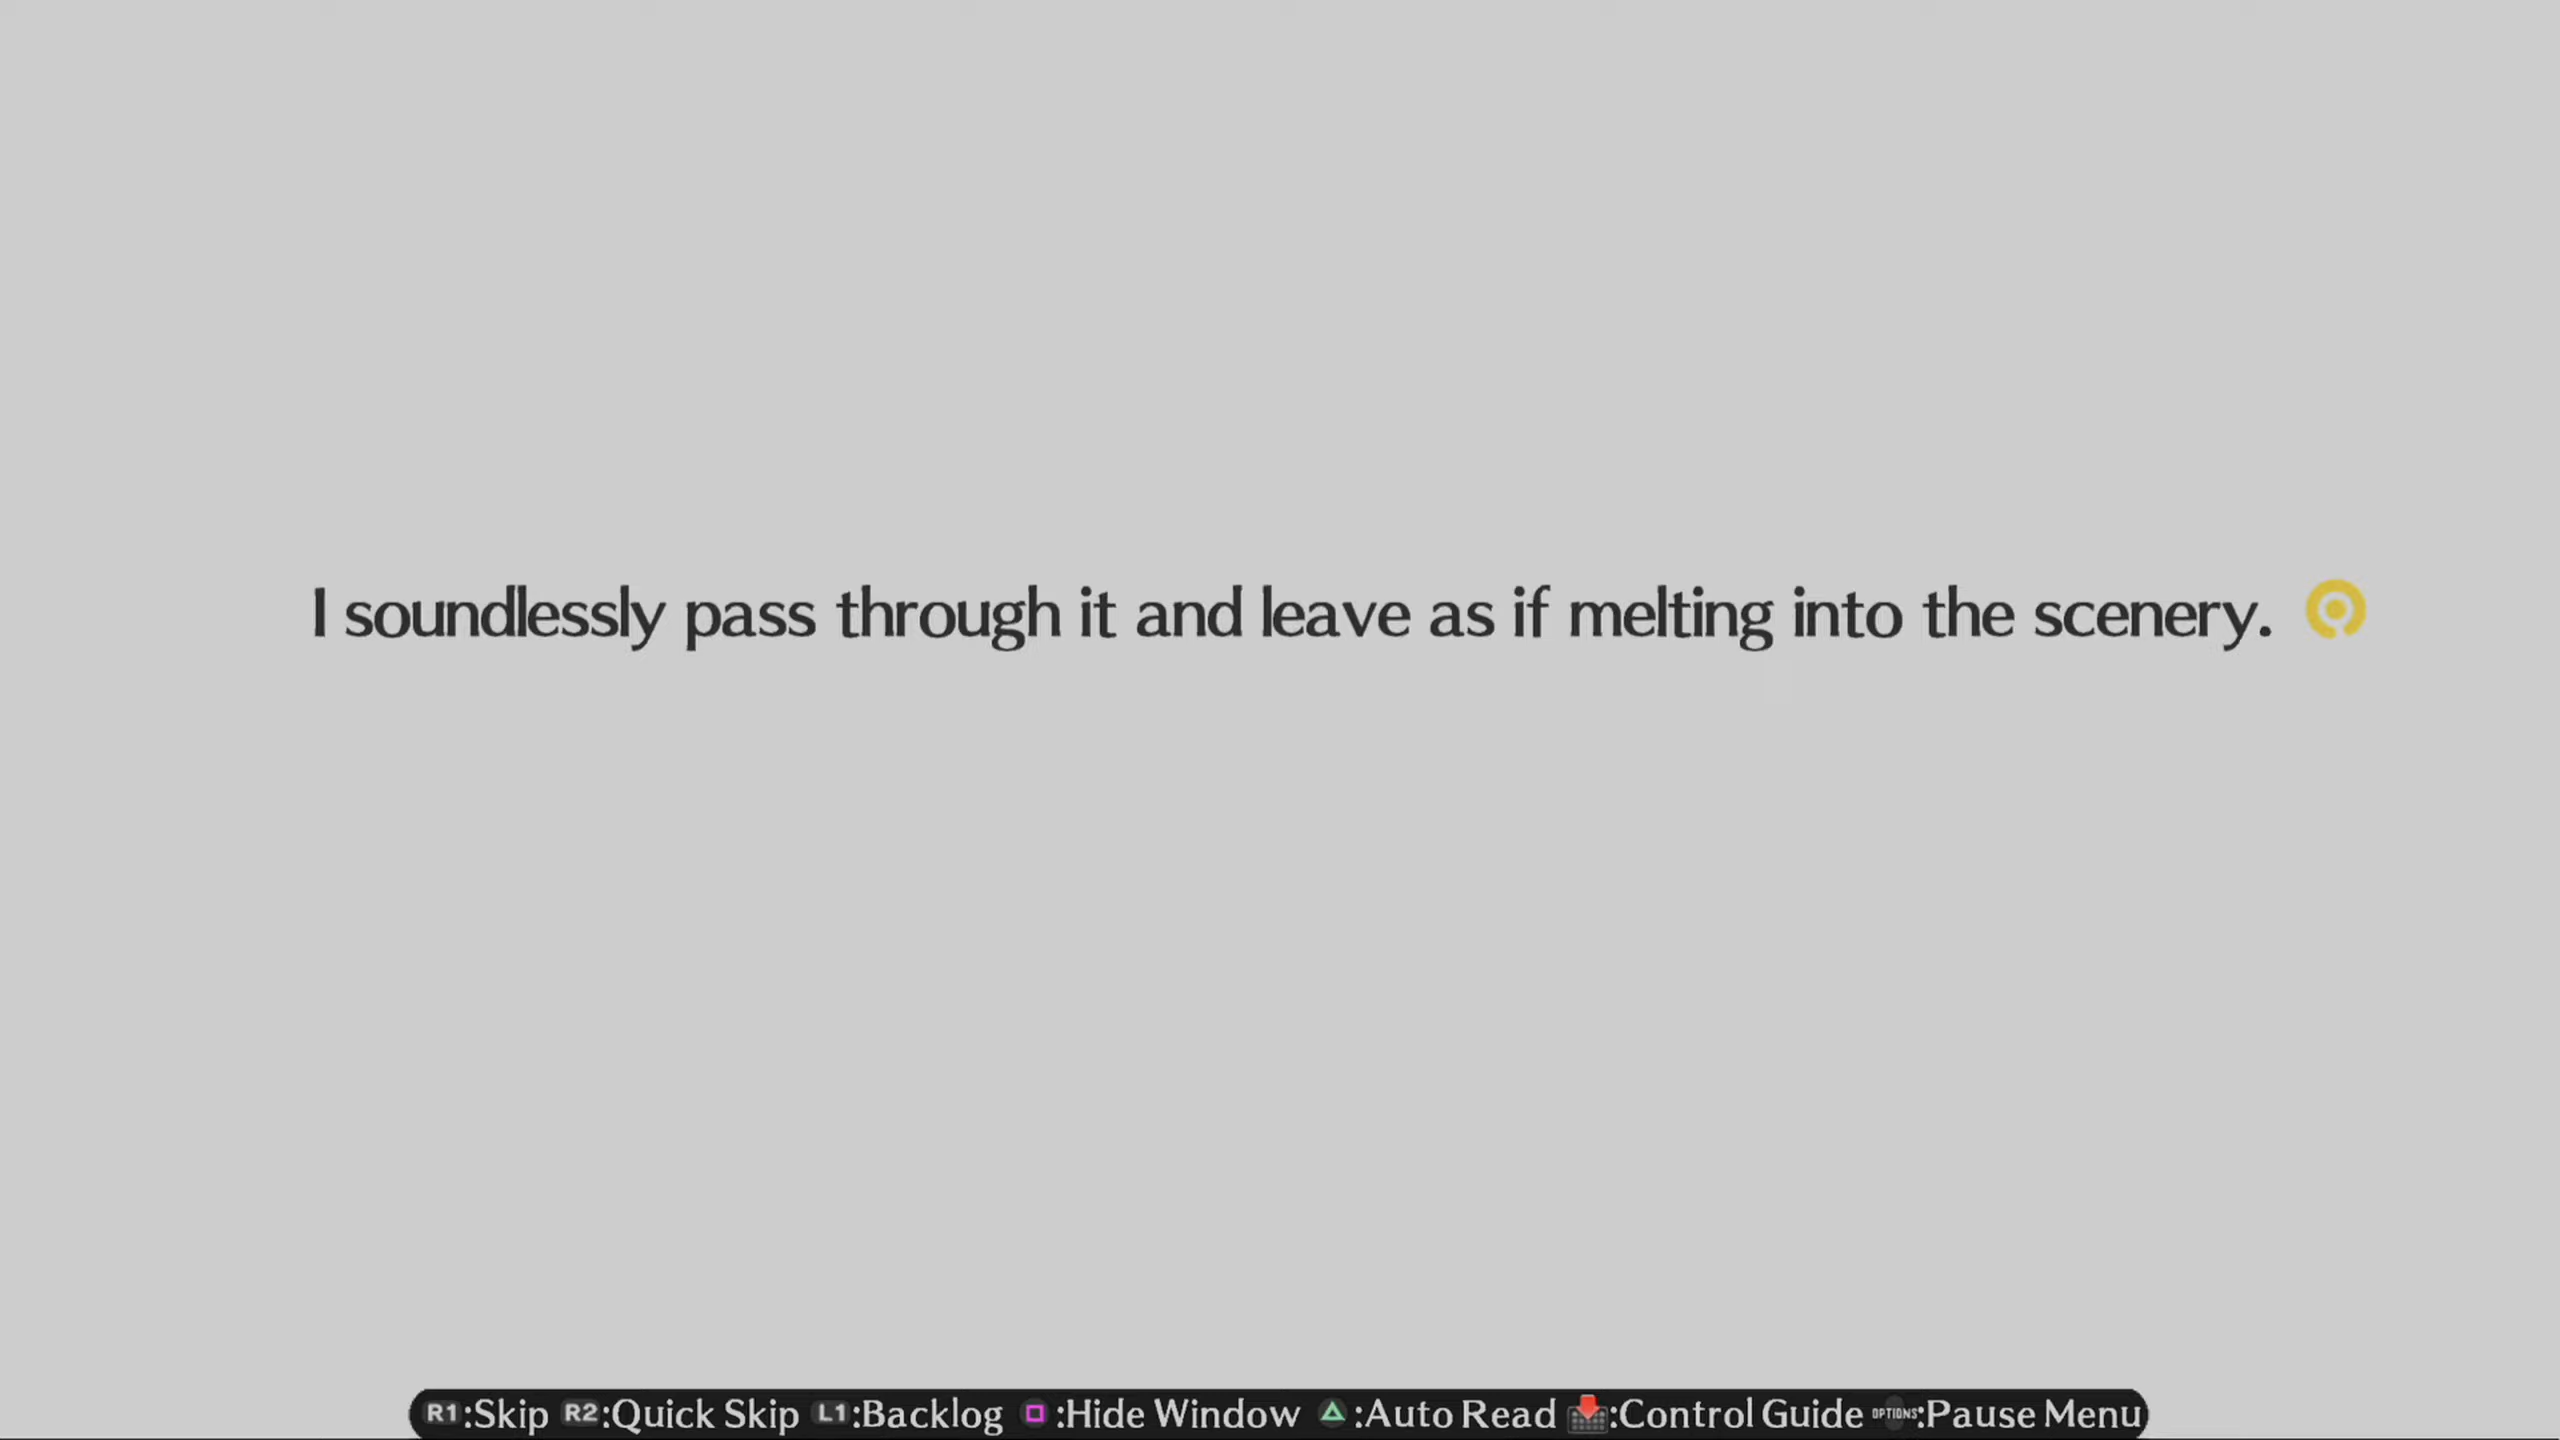 I soundlessly pass through it and leave as if melting into the scenery.
R1:Skip R2:Quick Skip L1:Backlog :Hide Window :Auto Read :Control Guide OPTIONS:Pause Menu